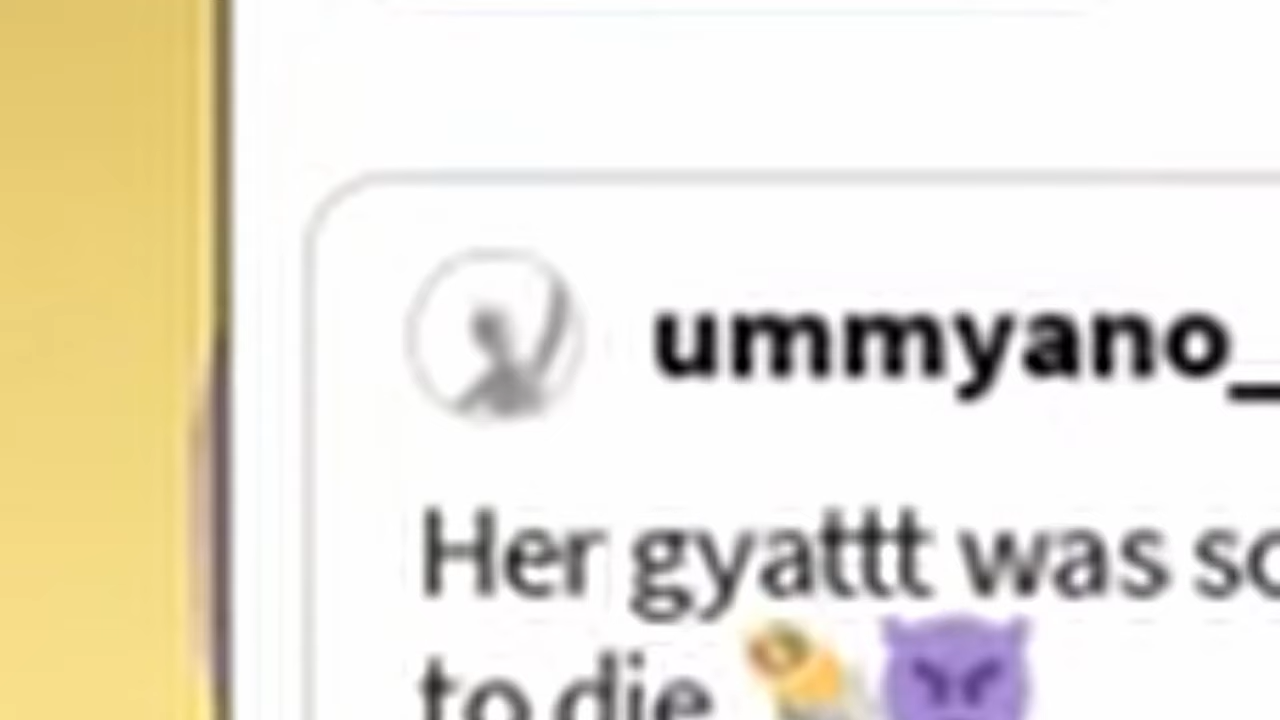 ummyano_
Her gyattt was so
to die 🌯😈